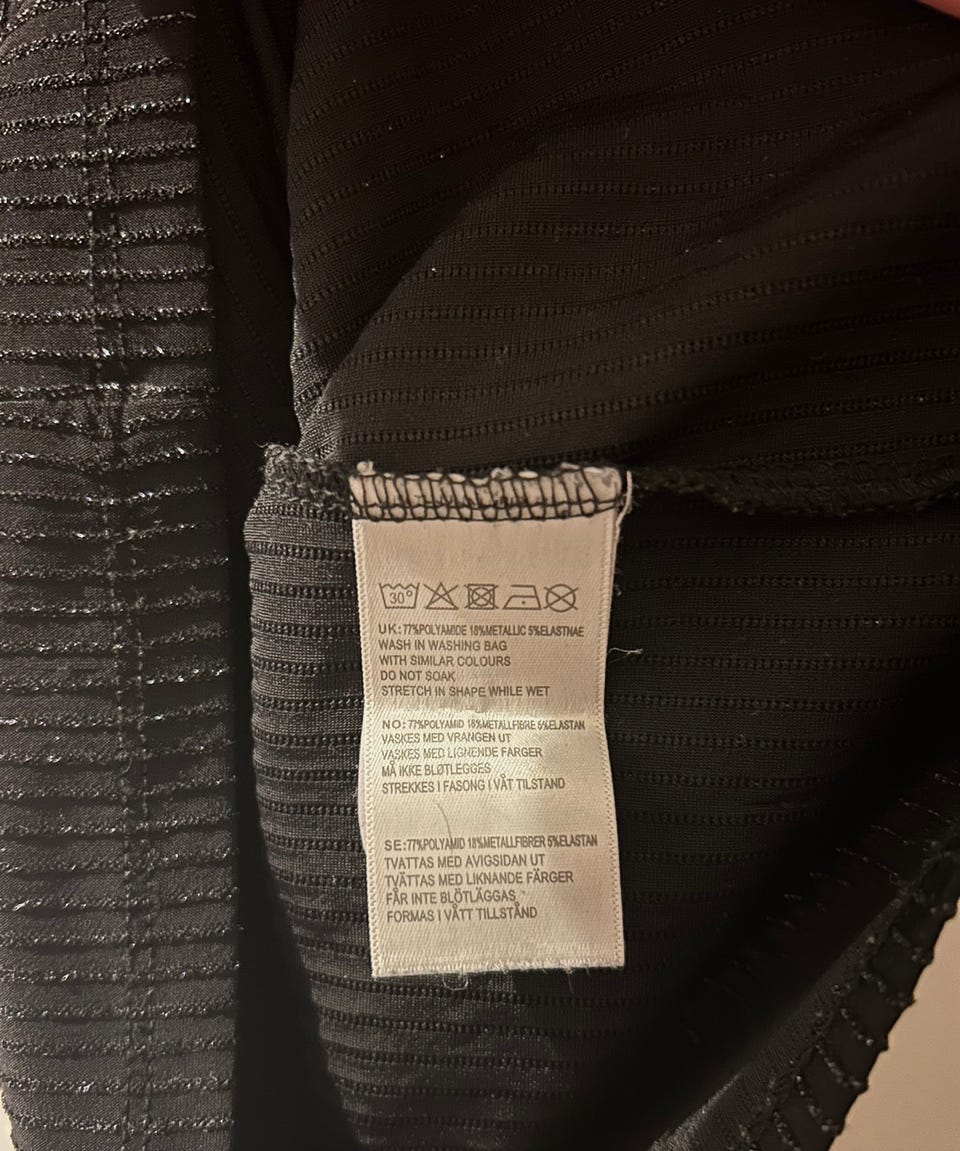 30°
UK: 77%POLYAMIDE 18%METALLIC 5%ELASTNAE
WASH IN WASHING BAG
WITH SIMILAR COLOURS
DO NOT SOAK
STRETCH IN SHAPE WHILE WET
NO: 77%POLYAMID 18%METALLFIBRE 5%ELASTAN
VASKES MED VRANGEN UT
VASKES MED LIGNENDE FARGER
MÅ IKKE BLØTLEGGES
STREKKES I FASONG I VÅT TILSTAND
SE: 77%POLYAMID 18%METALLFIBRER 5%ELASTAN
TVATTAS MED AVIGSIDAN UT
TVÄTTAS MED LIKNANDE FÄRGER
FÅR INTE BLÖTLÄGGAS
FORMAS I VÅTT TILLSTÅND